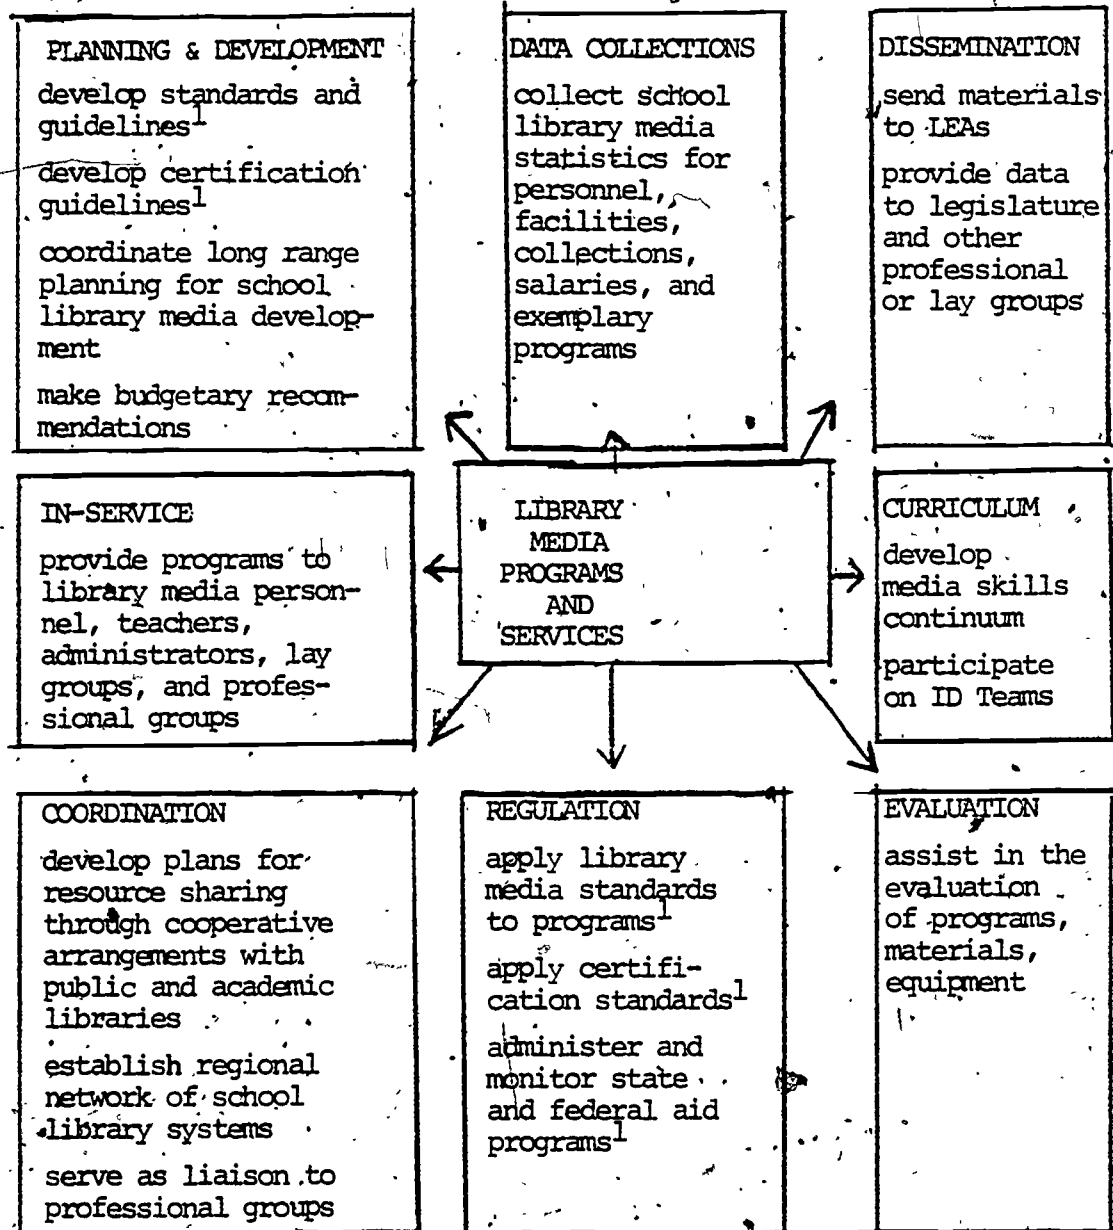 PLANNING & DEVELOPMENT
develop standards and
guidelines1
develop certification
guidelines1
coordinate long range
planning for school
library media develop-
ment
make budgetary recom-
mendations
DATA COLLECTIONS
collect school
library media
statistics for
personnel,
facilities,
collections,
salaries, and
exemplary
programs
DISSEMINATION
send materials
to LEAs
provide data
to legislature
and other
professional
or lay groups
IN-SERVICE
provide programs to
library media person-
nel, teachers,
administrators, lay
groups, and profes-
sional groups
LIBRARY
MEDIA
PROGRAMS
AND
SERVICES
CURRICULUM
develop
media skills
continuum
participate
on ID Teams
COORDINATION
develop plans for
resource sharing
through cooperative
arrangements with
public and academic
libraries
establish regional
network of school
library systems
serve as liaison to
professional groups
REGULATION
apply library
media standards
to programs1
apply certifi-
cation standards1
administer and
monitor state
and federal aid
programs1
EVALUATION
assist in the
evaluation
of programs,
materials,
equipment